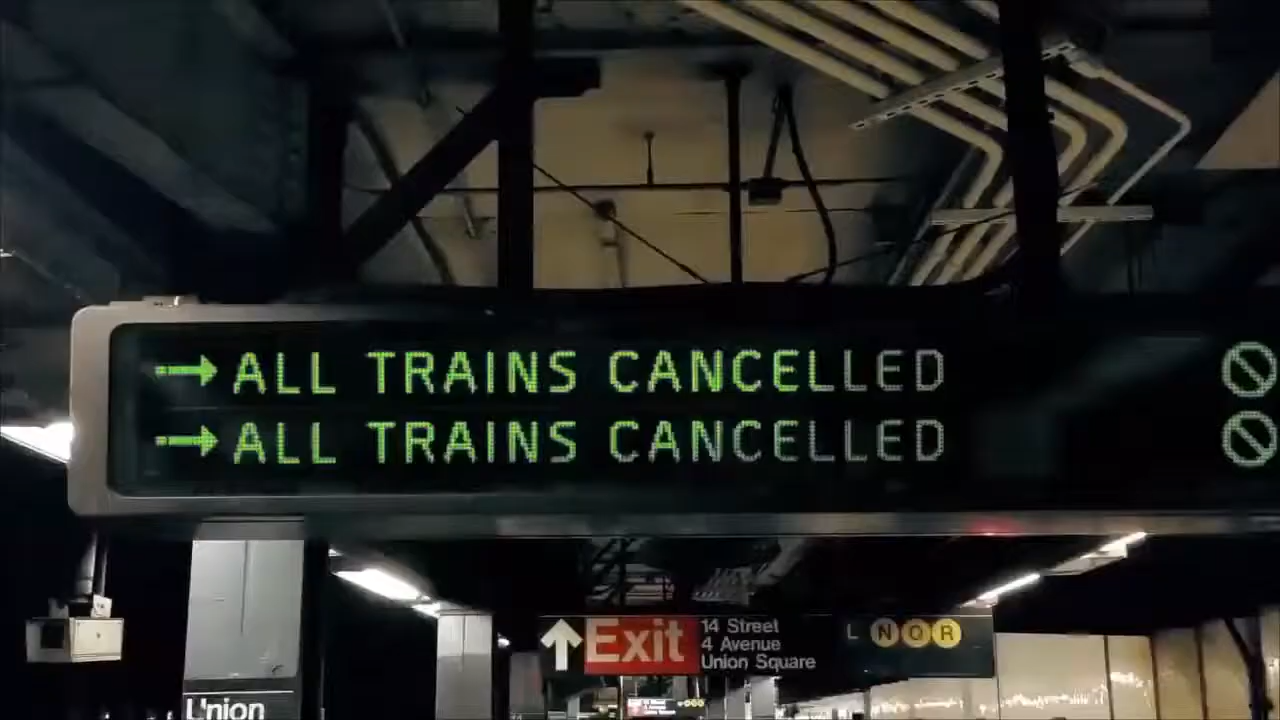 →ALL TRAINS CANCELLED
→ALL TRAINS CANCELLED
Exit
14 Street
4 Avenue
Union Square
L N Q R
Union